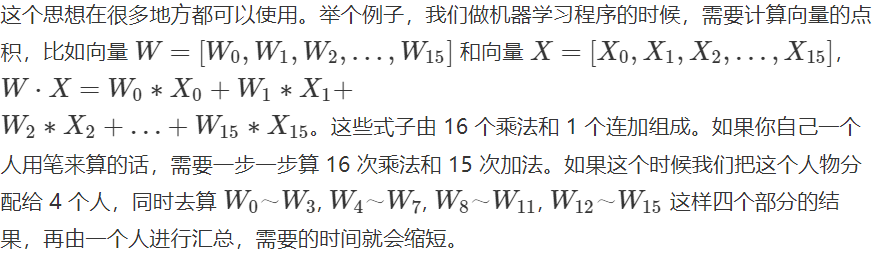 这个思想在很多地方都可以使用。举个例子，我们做机器学习程序的时候，需要计算向量的点
积，比如向量 W = [W₀, W₁, W₂, …, W₁₅] 和向量 X = [X₀, X₁, X₂, …, X₁₅]，
W · X = W₀ ∗ X₀ + W₁ ∗ X₁+
W₂ ∗ X₂ + … + W₁₅ ∗ X₁₅。这些式子由 16 个乘法和 1 个连加组成。如果你自己一个
人用笔来算的话，需要一步一步算 16 次乘法和 15 次加法。如果这个时候我们把这个人物分
配给 4 个人，同时去算 W₀~W₃, W₄~W₇, W₈~W₁₁, W₁₂~W₁₅ 这样四个部分的结
果，再由一个人进行汇总，需要的时间就会缩短。